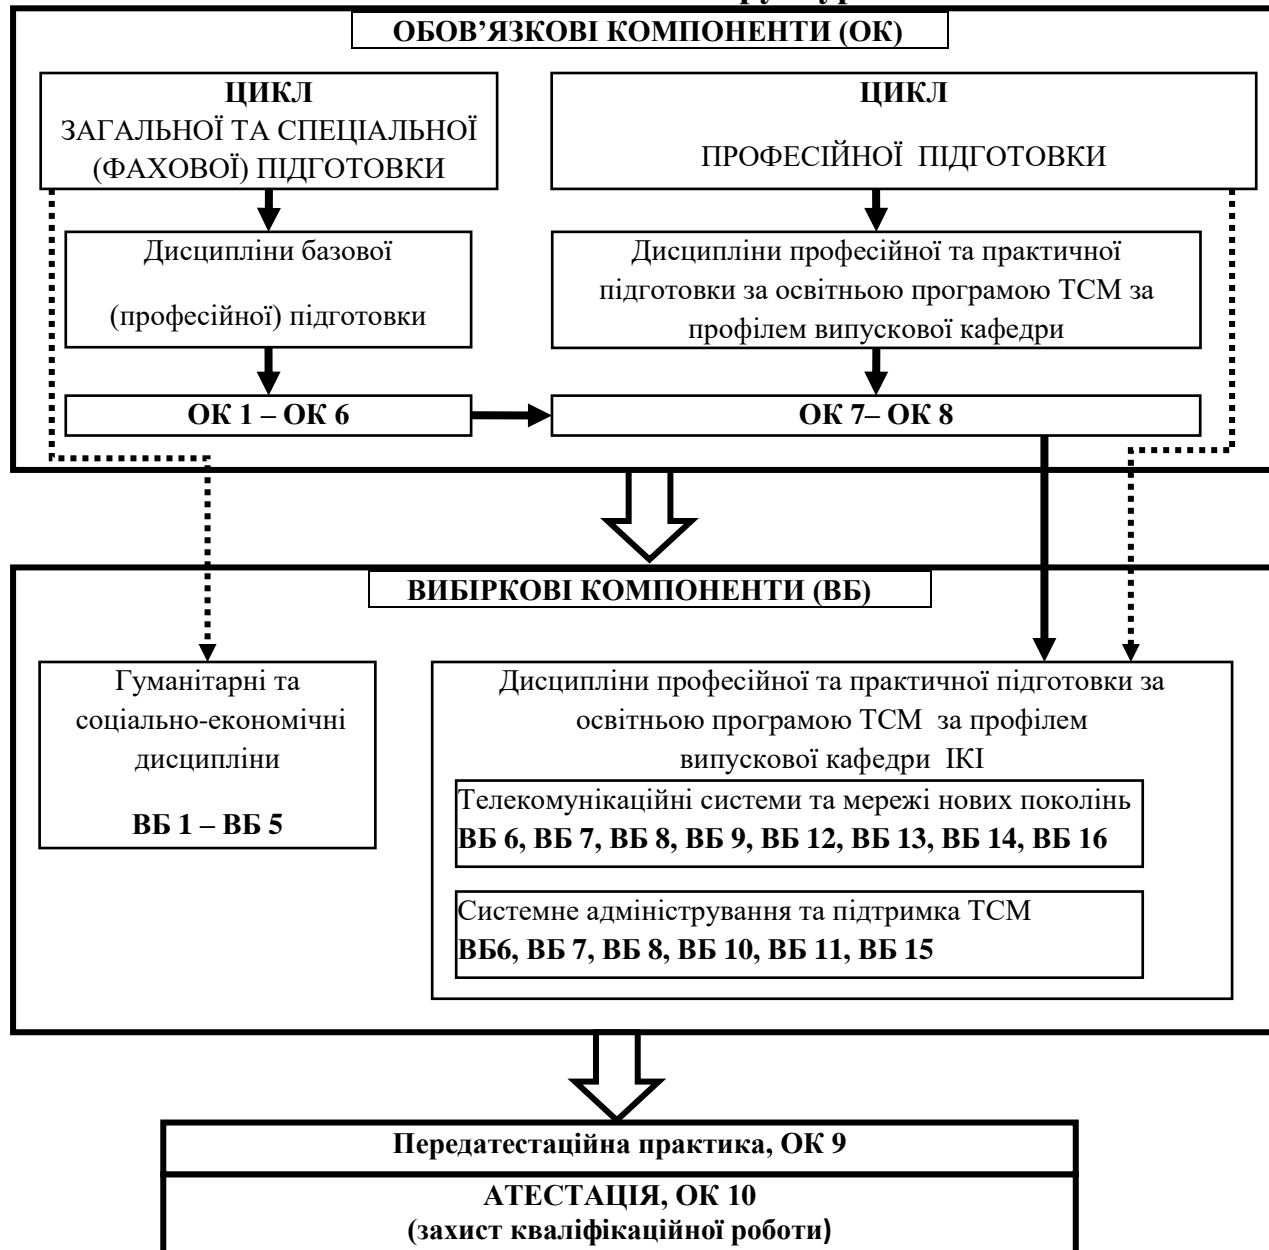 ОБОВ’ЯЗКОВІ КОМПОНЕНТИ (ОК)
ЦИКЛ
ЗАГАЛЬНОЇ ТА СПЕЦІАЛЬНОЇ
(ФАХОВОЇ) ПІДГОТОВКИ
ЦИКЛ
ПРОФЕСІЙНОЇ ПІДГОТОВКИ
Дисципліни базової
(професійної) підготовки
Дисципліни професійної та практичної
підготовки за освітньою програмою ТСМ за
профілем випускової кафедри
ОК 1 – ОК 6
ОК 7– ОК 8
ВИБІРКОВІ КОМПОНЕНТИ (ВБ)
Гуманітарні та
соціально-економічні
дисципліни
ВБ 1 – ВБ 5
Дисципліни професійної та практичної підготовки за
освітньою програмою ТСМ за профілем
випускової кафедри ІКІ
Телекомунікаційні системи та мережі нових поколінь
ВБ 6, ВБ 7, ВБ 8, ВБ 9, ВБ 12, ВБ 13, ВБ 14, ВБ 16
Системне адміністрування та підтримка ТСМ
ВБ6, ВБ 7, ВБ 8, ВБ 10, ВБ 11, ВБ 15
Передатестаційна практика, ОК 9
АТЕСТАЦІЯ, ОК 10
(захист кваліфікаційної роботи)